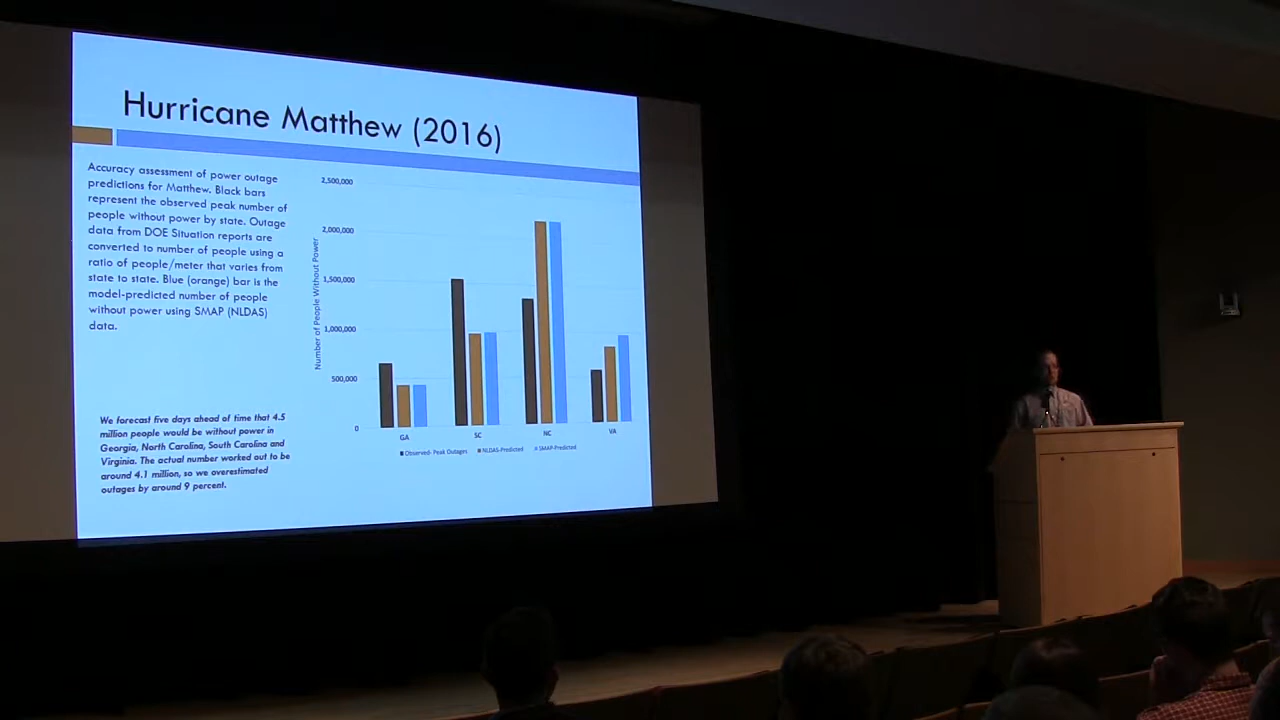 Hurricane Matthew (2016)
Accuracy assessment of power outage
predictions for Matthew. Black bars
represent the observed peak number of
people without power by state. Outage
data from DOE Situation reports are
converted to number of people using a
ratio of people/meter that varies from
state to state. Blue (orange) bar is the
model-predicted number of people
without power using SMAP (NLDAS)
data.
We forecast five days ahead of time that 4.5
million people would be without power in
Georgia, North Carolina, South Carolina and
Virginia. The actual number worked out to be
around 4.1 million, so we overestimated
outages by around 9 percent.
Number of People Without Power
2,500,000
2,000,000
1,500,000
1,000,000
500,000
0
GA SC NC VA
Observed- Peak Outages NLDAS-Predicted SMAP-Predicted